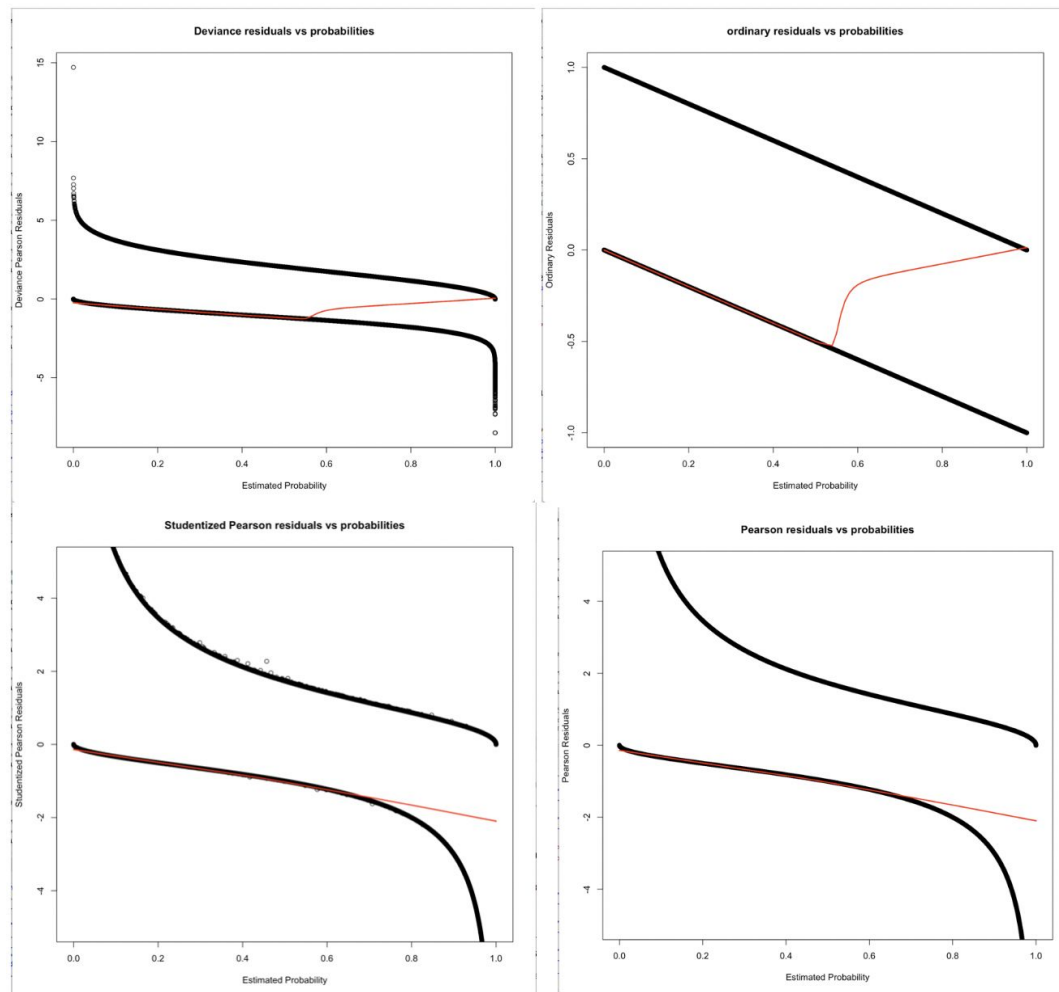 Deviance residuals vs probabilities
Deviance Pearson Residuals
15
10
5
0
-5
0.0 0.2 0.4 0.6 0.8 1.0
Estimated Probability
ordinary residuals vs probabilities
Ordinary Residuals
1.0
0.5
0.0
-0.5
-1.0
0.0 0.2 0.4 0.6 0.8 1.0
Estimated Probability
Studentized Pearson residuals vs probabilities
Studentized Pearson Residuals
4
2
0
-2
-4
0.0 0.2 0.4 0.6 0.8 1.0
Estimated Probability
Pearson residuals vs probabilities
Pearson Residuals
4
2
0
-2
-4
0.0 0.2 0.4 0.6 0.8 1.0
Estimated Probability